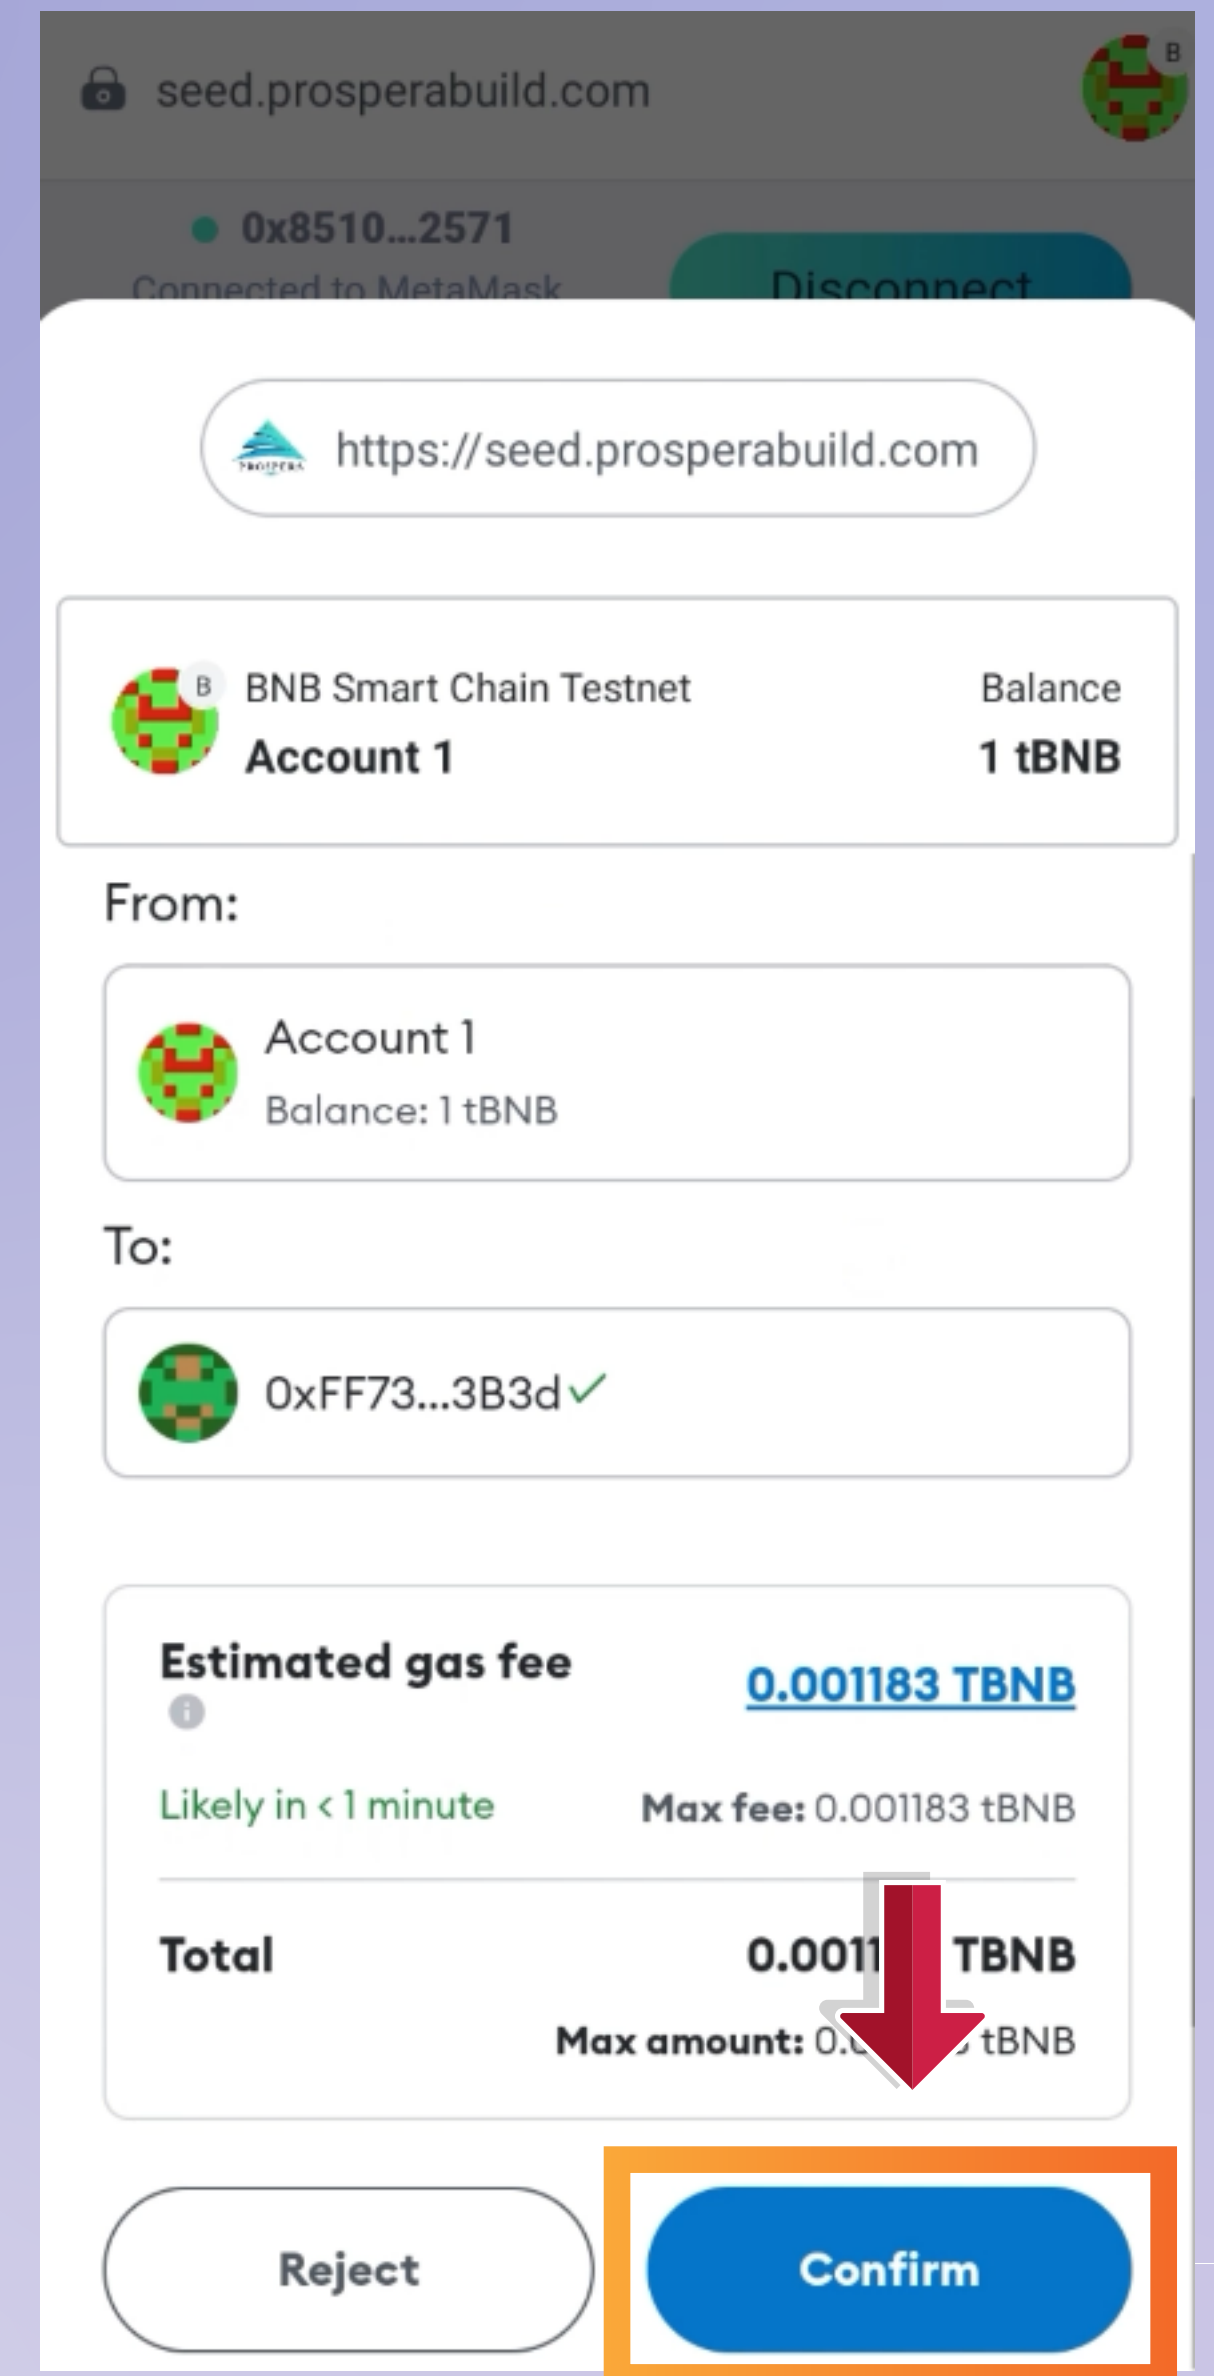 seed.prosperabuild.com
B
0x8510...2571
Connected to MetaMask
Disconnect
PROSPERA
https://seed.prosperabuild.com
B
BNB Smart Chain Testnet
Balance
Account 1
1 tBNB
From:
Account 1
Balance: 1 tBNB
To:
0xFF73...3B3d
Estimated gas fee
0.001183 TBNB
Likely in < 1 minute
Max fee: 0.001183 tBNB
Total
TBNB
Max amount:
tBNB
Reject
Confirm